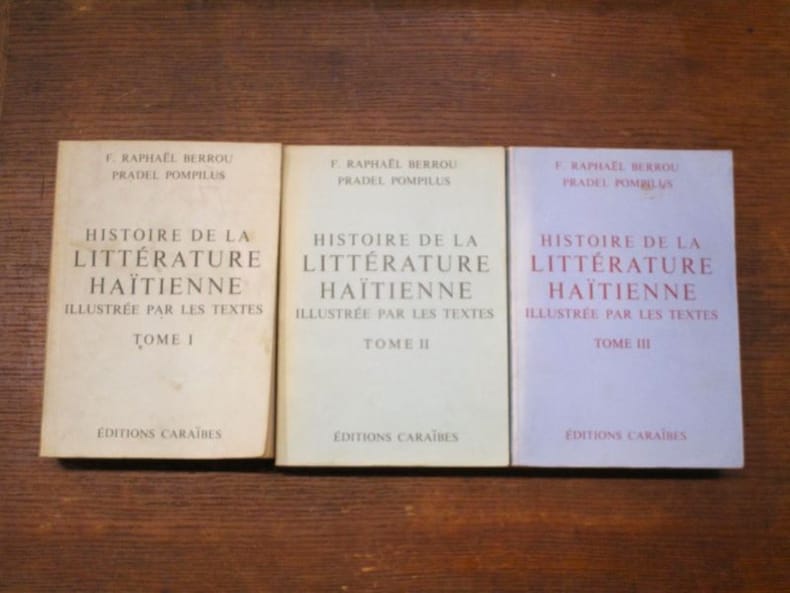 F. RAPHAËL BERROU
PRADEL POMPILUS
HISTOIRE DE LA
LITTÉRATURE
HAÏTIENNE
ILLUSTRÉE PAR LES TEXTES
TOME I
ÉDITIONS CARAÏBES
F. RAPHAËL BERROU
PRADEL POMPILUS
HISTOIRE DE LA
LITTÉRATURE
HAÏTIENNE
ILLUSTRÉE PAR LES TEXTES
TOME II
ÉDITIONS CARAÏBES
F. RAPHAËL BERROU
PRADEL POMPILUS
HISTOIRE DE LA
LITTÉRATURE
HAÏTIENNE
ILLUSTRÉE PAR LES TEXTES
TOME III
ÉDITIONS CARAÏBES